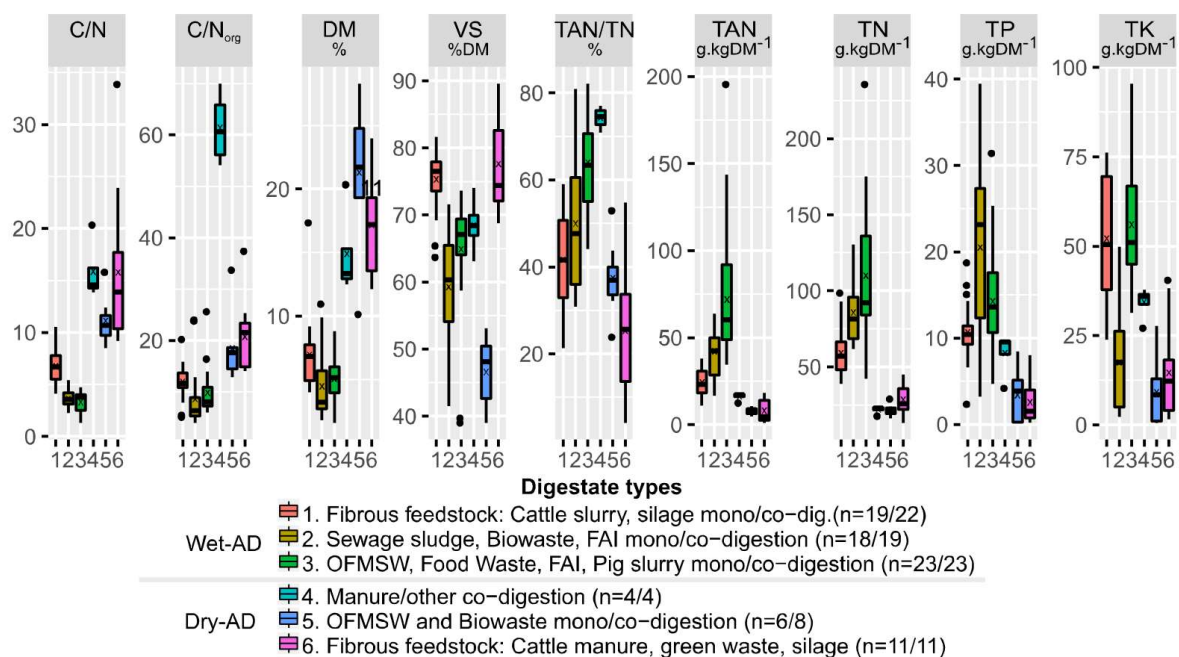 C/N C/Norg DM % VS %DM TAN/TN % TAN g.kgDM⁻¹ TN g.kgDM⁻¹ TP g.kgDM⁻¹ TK g.kgDM⁻¹
30 20 10 0
60 40 20
20 10
11
90 80 70 60 50 40
80 60 40 20
200 150 100 50 0
200 150 100 50
40 30 20 10 0
100 75 50 25 0
123456 123456 123456 123456 123456 123456 123456 123456 123456
Digestate types
Wet-AD
1. Fibrous feedstock: Cattle slurry, silage mono/co-dig.(n=19/22)
2. Sewage sludge, Biowaste, FAI mono/co-digestion (n=18/19)
3. OFMSW, Food Waste, FAI, Pig slurry mono/co-digestion (n=23/23)
Dry-AD
4. Manure/other co-digestion (n=4/4)
5. OFMSW and Biowaste mono/co-digestion (n=6/8)
6. Fibrous feedstock: Cattle manure, green waste, silage (n=11/11)